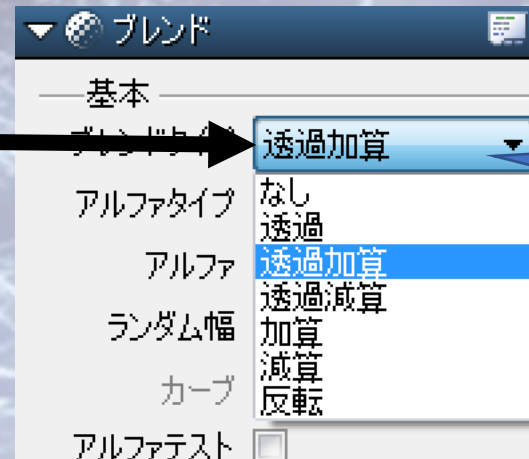 ブレンド
基本
ブレンドタイプ 透過加算
アルファタイプ
アルファ
ランダム幅
カーブ
アルファテスト
なし
透過
透過加算
透過減算
加算
減算
反転